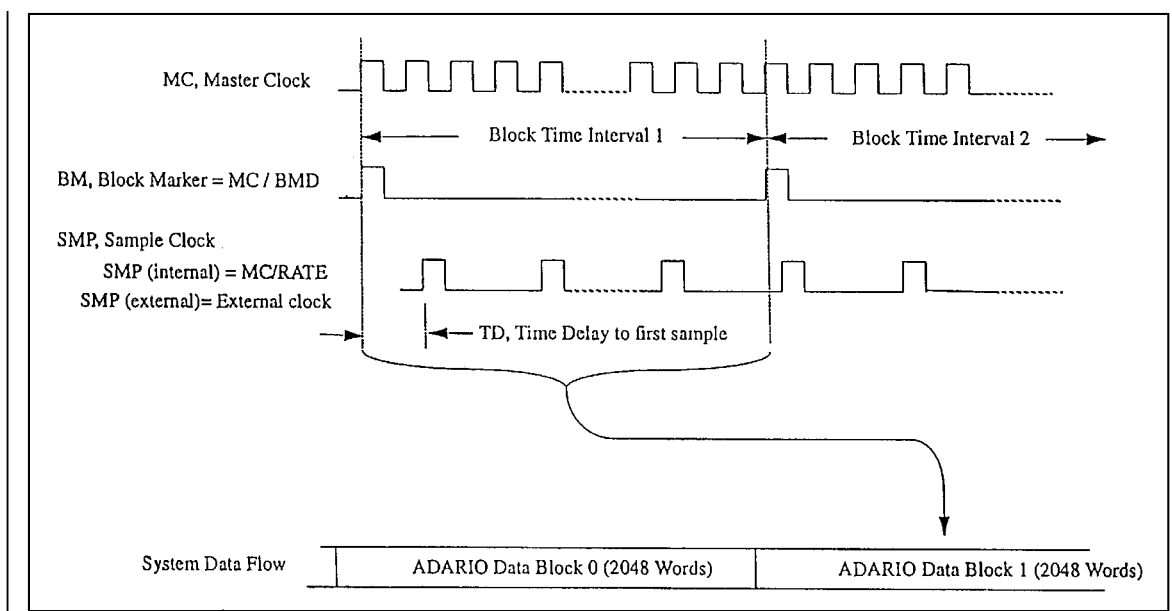 MC, Master Clock
Block Time Interval 1
Block Time Interval 2
BM, Block Marker = MC / BMD
SMP, Sample Clock
SMP (internal) = MC/RATE
SMP (external)= External clock
TD, Time Delay to first sample
System Data Flow
ADARIO Data Block 0 (2048 Words)
ADARIO Data Block 1 (2048 Words)